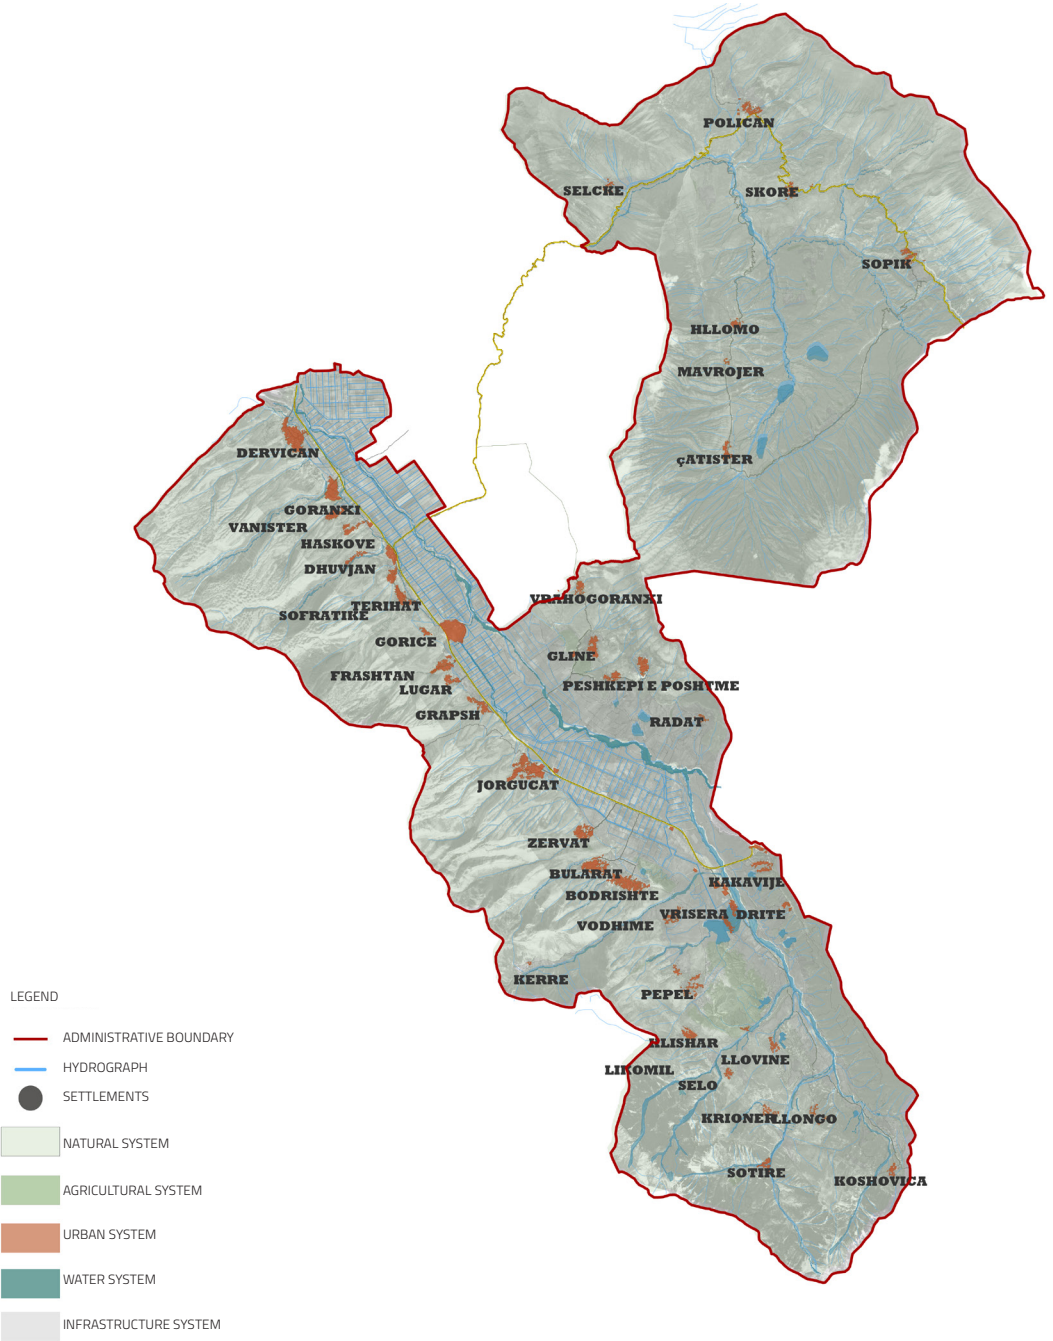 POLICAN
SELCKE
SKORE
SOPIK
HLLOMO
MAVROJER
çATISTER
DERVICAN
GORANXI
VANISTER
HASKOVE
DHUVJAN
VRAHOGORANXI
TERIHAT
SOFRATIKE
GORICE
GLINE
FRASHTAN
PESHKEPI E POSHTME
LUGAR
GRAPSH
RADAT
JORGUCAT
ZERVAT
BULARAT
KAKAVIJE
BODRISHTE
VRISERA
DRITE
VODHIME
KERRE
PEPEL
HLISHAR
LLOVINE
LIKOMIL
SELO
KRIONER
LLONGO
SOTIRE
KOSHOVICA
LEGEND
ADMINISTRATIVE BOUNDARY
HYDROGRAPH
SETTLEMENTS
NATURAL SYSTEM
AGRICULTURAL SYSTEM
URBAN SYSTEM
WATER SYSTEM
INFRASTRUCTURE SYSTEM